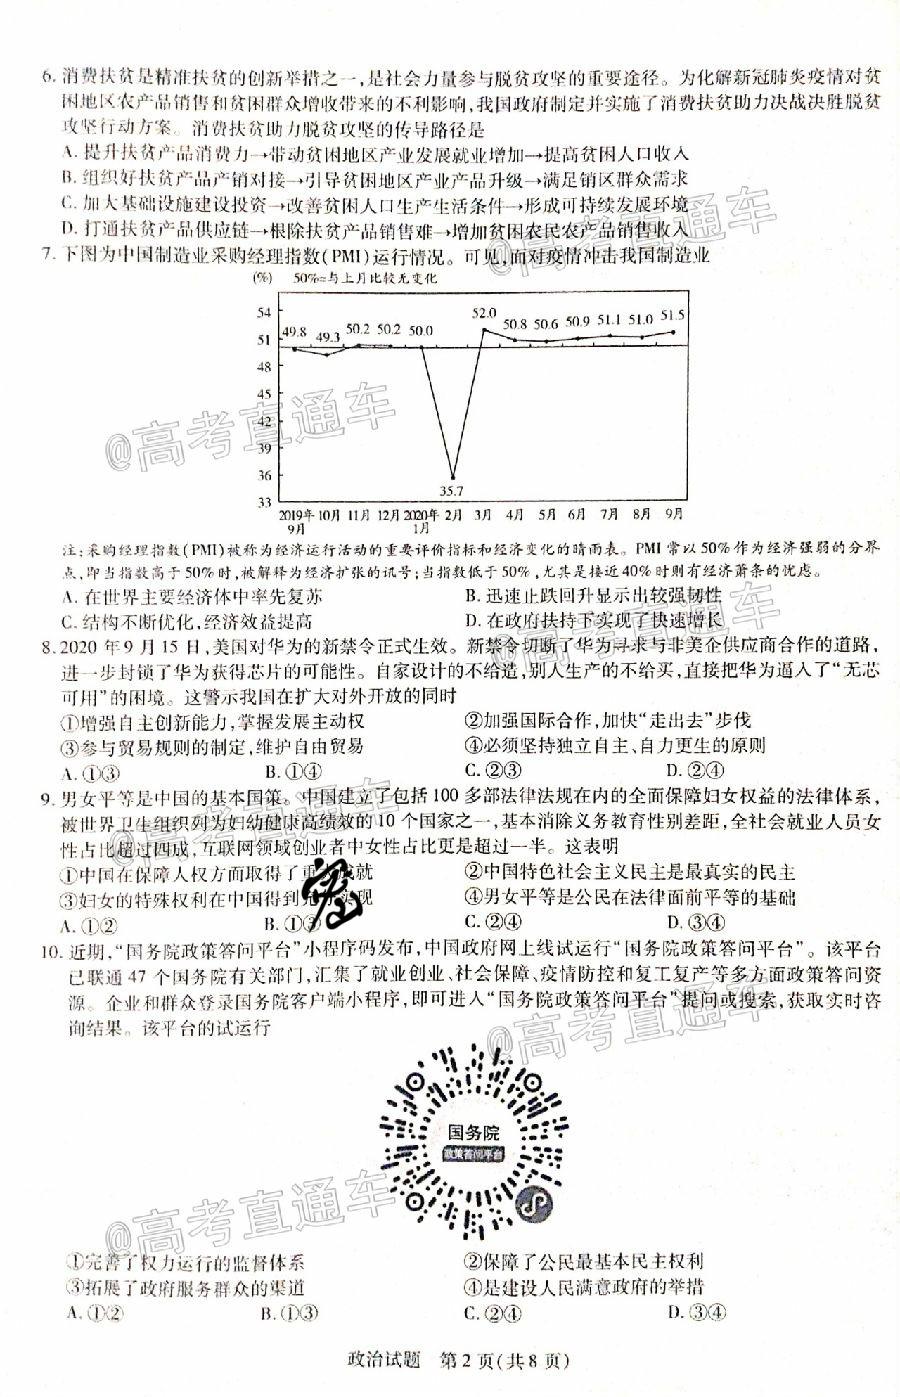 6. 消费扶贫是精准扶贫的创新举措之一,是社会力量参与脱贫攻坚的重要途径。为化解新冠肺炎疫情对贫
困地区农产品销售和贫困群众增收带来的不利影响,我国政府制定并实施了消费扶贫助力决战决胜脱贫
攻坚行动方案。消费扶贫助力脱贫攻坚的传导路径是
A. 提升扶贫产品消费力→带动贫困地区产业发展就业增加→提高贫困人口收入
B. 组织好扶贫产品产销对接→引导贫困地区产业产品升级→满足销区群众需求
C. 加大基础设施建设投资→改善贫困人口生产生活条件→形成可持续发展环境
D. 打通扶贫产品供应链→根除扶贫产品销售难→增加贫困农民农产品销售收入
7. 下图为中国制造业采购经理指数(PMI)运行情况。可见,面对疫情冲击我国制造业
(%) 50%=与上月比较无变化
54
51
48
45
42
39
36
33
49.8 49.3 50.2 50.2 50.0 35.7 52.0 50.8 50.6 50.9 51.1 51.0 51.5
2019年9月 10月 11月 12月 2020年1月 2月 3月 4月 5月 6月 7月 8月 9月
注:采购经理指数(PMI)被称为经济运行活动的重要评价指标和经济变化的晴雨表。PMI 常以 50%作为经济强弱的分界
点,即当指数高于 50%时,被解释为经济扩张的讯号;当指数低于 50%,尤其是接近 40%时则有经济萧条的忧虑。
A. 在世界主要经济体中率先复苏 B. 迅速止跌回升显示出较强韧性
C. 结构不断优化,经济效益提高 D. 在政府扶持下实现了快速增长
8. 2020 年 9 月 15 日,美国对华为的新禁令正式生效。新禁令切断了华为寻求与非美企供应商合作的道路,
进一步封锁了华为获得芯片的可能性。自家设计的不给造,别人生产的不给买,直接把华为逼入了“无芯
可用”的困境。这警示我国在扩大对外开放的同时
①增强自主创新能力,掌握发展主动权 ②加强国际合作,加快“走出去”步伐
③参与贸易规则的制定,维护自由贸易 ④必须坚持独立自主、自力更生的原则
A. ①③ B. ①④ C. ②③ D. ②④
9. 男女平等是中国的基本国策。中国建立了包括 100 多部法律法规在内的全面保障妇女权益的法律体系,
被世界卫生组织列为妇幼健康高绩效的 10 个国家之一,基本消除义务教育性别差距,全社会就业人员女
性占比超过四成,互联网领域创业者中女性占比更是超过一半。这表明
①中国在保障人权方面取得了重 成就 ②中国特色社会主义民主是最真实的民主
③妇女的特殊权利在中国得到 实现 ④男女平等是公民在法律面前平等的基础
A. ①② B. ①③ C. ②④ D. ③④
10. 近期,“国务院政策答问平台”小程序码发布,中国政府网上线试运行“国务院政策答问平台”。该平台
已联通 47 个国务院有关部门,汇集了就业创业、社会保障、疫情防控和复工复产等多方面政策答问资
源。企业和群众登录国务院客户端小程序,即可进入“国务院政策答问平台”提问或搜索,获取实时咨
询结果。该平台的试运行
国务院
政策答问平台
①完善了权力运行的监督体系 ②保障了公民最基本民主权利
③拓展了政府服务群众的渠道 ④是建设人民满意政府的举措
A. ①② B. ①③ C. ②④ D. ③④
政治试题 第 2 页(共 8 页)
@高考直通车
@高考直通车
@高考直通车
@高考直通车
@高考直通车
@高考直通车